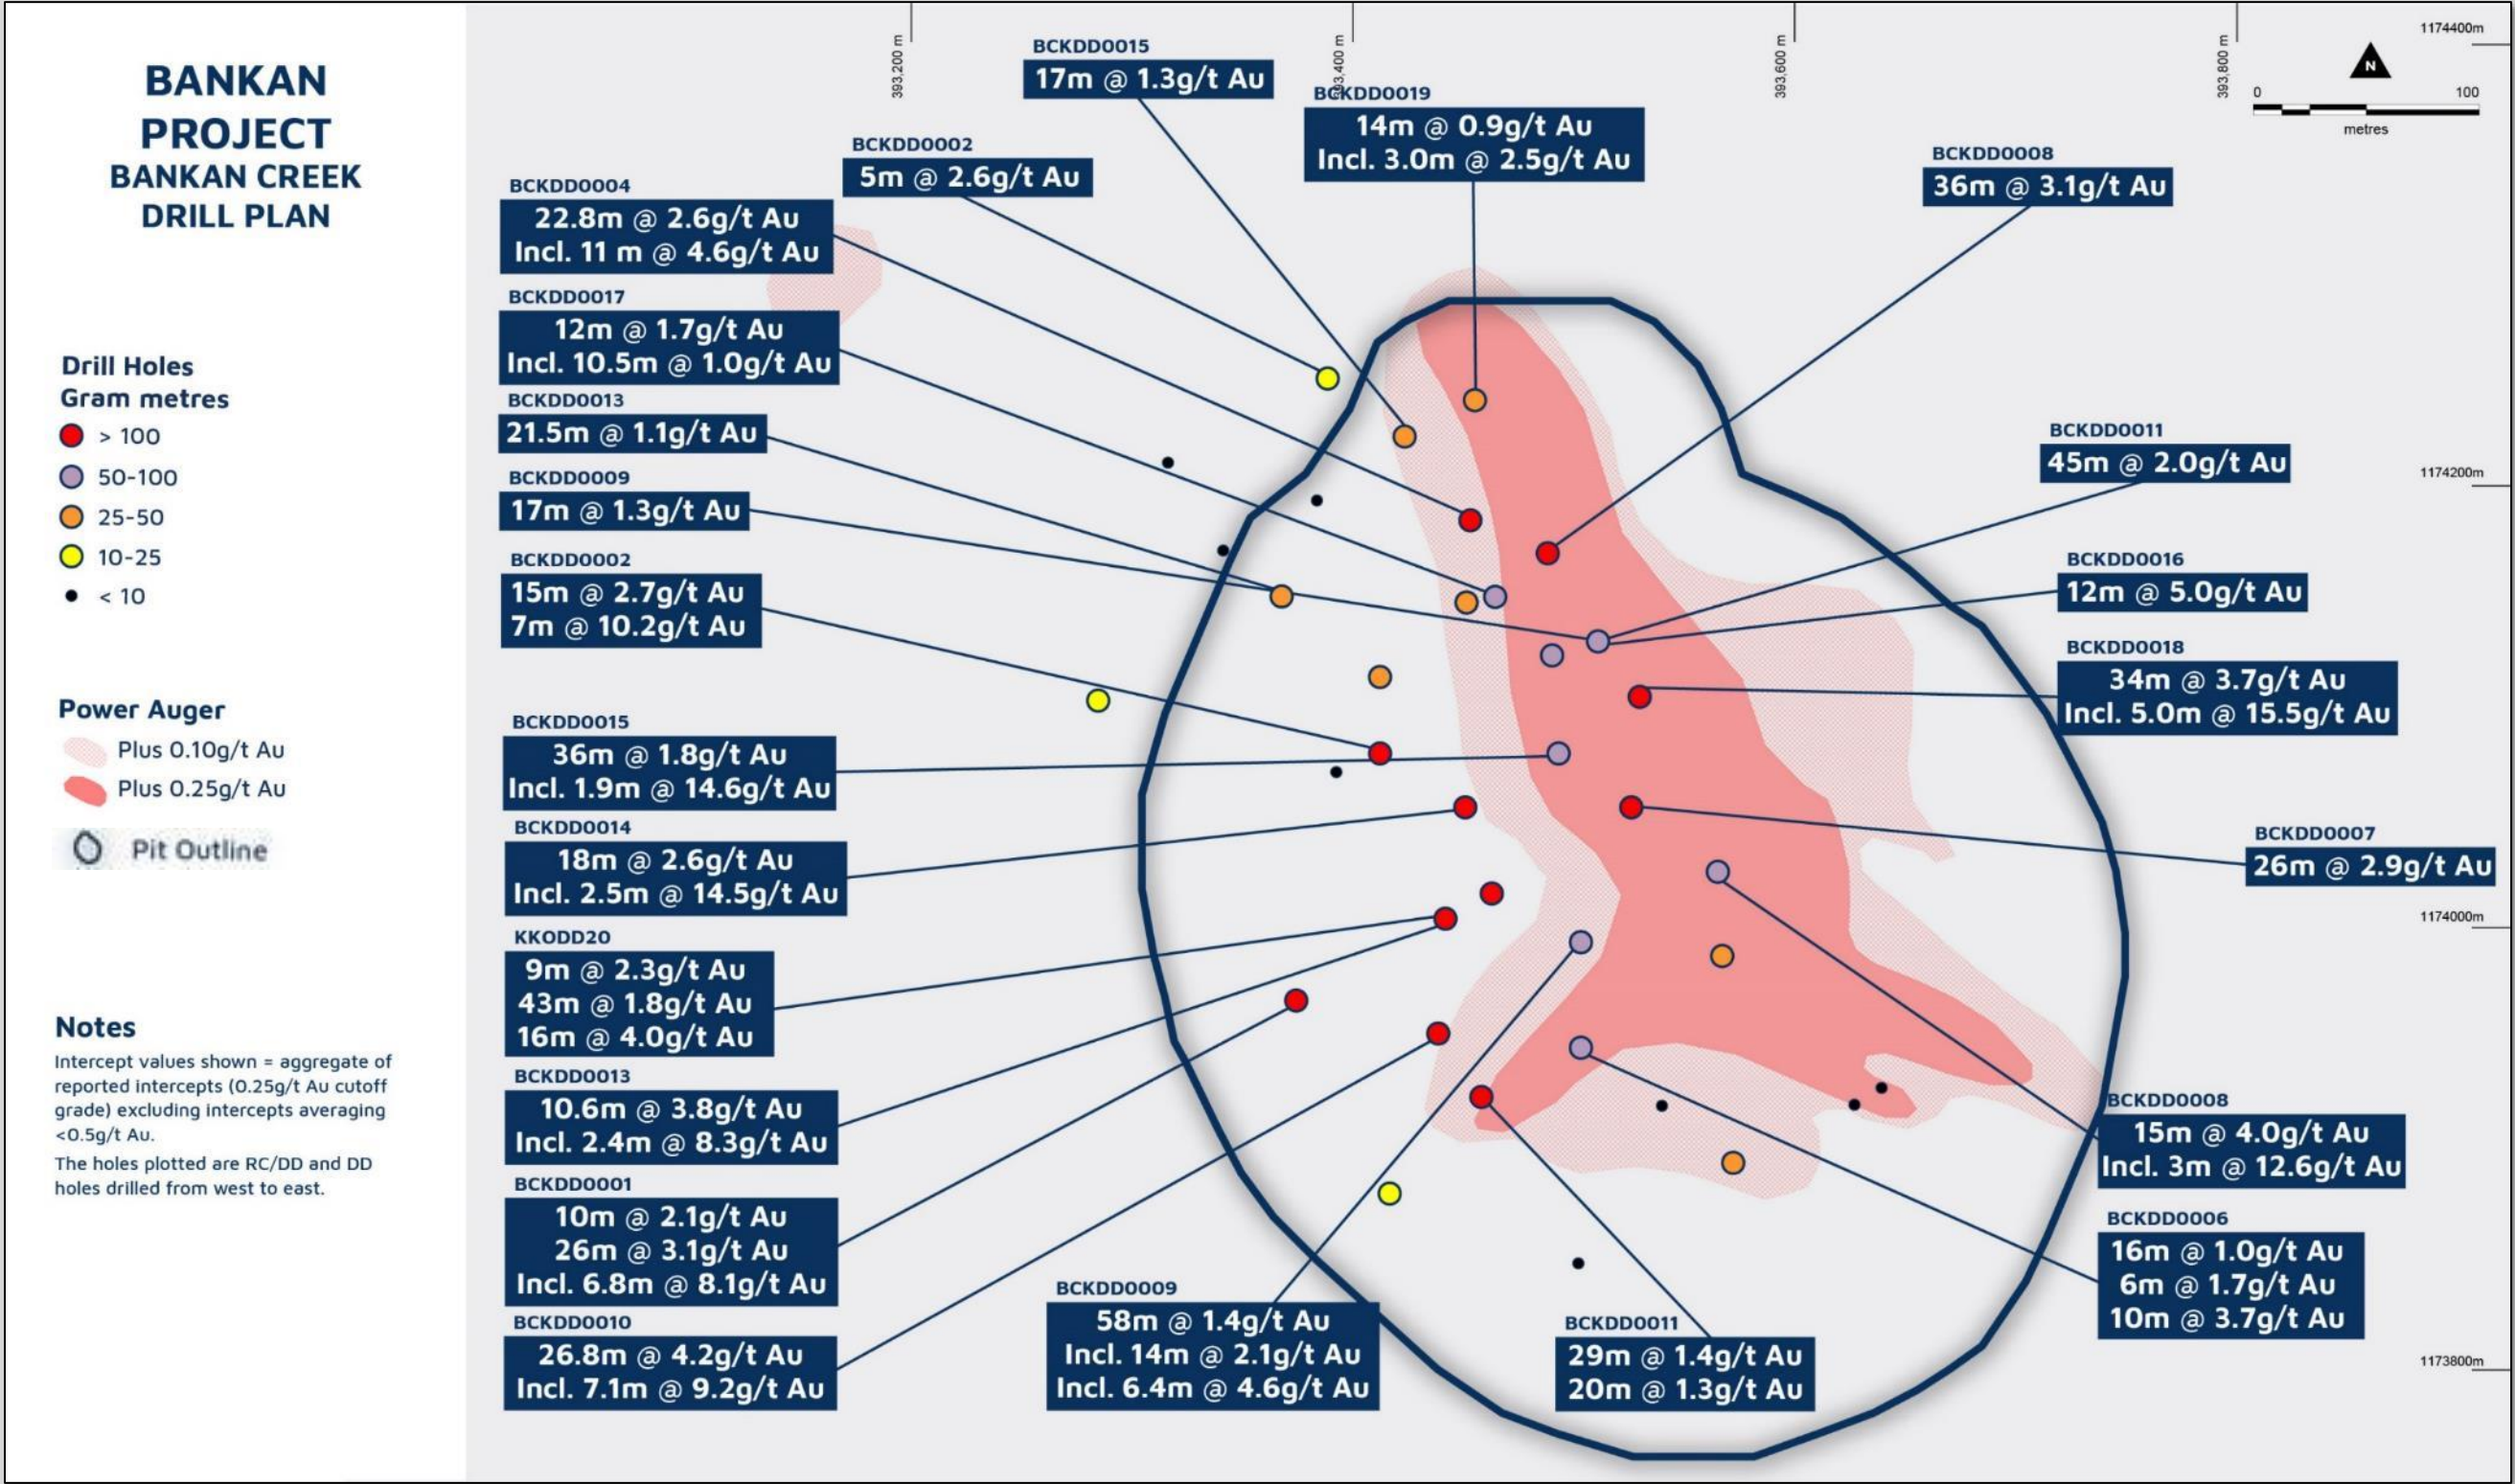 BANKAN
PROJECT
BANKAN CREEK
DRILL PLAN
Drill Holes
Gram metres
> 100
50-100
25-50
10-25
< 10
Power Auger
Plus 0.10g/t Au
Plus 0.25g/t Au
Pit Outline
Notes
Intercept values shown = aggregate of
reported intercepts (0.25g/t Au cutoff
grade) excluding intercepts averaging
<0.5g/t Au.
The holes plotted are RC/DD and DD
holes drilled from west to east.
393,200 m
393,400 m
393,600 m
393,800 m
1174400m
1174200m
1174000m
1173800m
N
0 100
metres
BCKDD0015
17m @ 1.3g/t Au
BCKDD0019
14m @ 0.9g/t Au
Incl. 3.0m @ 2.5g/t Au
BCKDD0002
5m @ 2.6g/t Au
BCKDD0008
36m @ 3.1g/t Au
BCKDD0004
22.8m @ 2.6g/t Au
Incl. 11 m @ 4.6g/t Au
BCKDD0017
12m @ 1.7g/t Au
Incl. 10.5m @ 1.0g/t Au
BCKDD0013
21.5m @ 1.1g/t Au
BCKDD0009
17m @ 1.3g/t Au
BCKDD0002
15m @ 2.7g/t Au
7m @ 10.2g/t Au
BCKDD0015
36m @ 1.8g/t Au
Incl. 1.9m @ 14.6g/t Au
BCKDD0014
18m @ 2.6g/t Au
Incl. 2.5m @ 14.5g/t Au
KKODD20
9m @ 2.3g/t Au
43m @ 1.8g/t Au
16m @ 4.0g/t Au
BCKDD0013
10.6m @ 3.8g/t Au
Incl. 2.4m @ 8.3g/t Au
BCKDD0001
10m @ 2.1g/t Au
26m @ 3.1g/t Au
Incl. 6.8m @ 8.1g/t Au
BCKDD0010
26.8m @ 4.2g/t Au
Incl. 7.1m @ 9.2g/t Au
BCKDD0009
58m @ 1.4g/t Au
Incl. 14m @ 2.1g/t Au
Incl. 6.4m @ 4.6g/t Au
BCKDD0011
29m @ 1.4g/t Au
20m @ 1.3g/t Au
BCKDD0011
45m @ 2.0g/t Au
BCKDD0016
12m @ 5.0g/t Au
BCKDD0018
34m @ 3.7g/t Au
Incl. 5.0m @ 15.5g/t Au
BCKDD0007
26m @ 2.9g/t Au
BCKDD0008
15m @ 4.0g/t Au
Incl. 3m @ 12.6g/t Au
BCKDD0006
16m @ 1.0g/t Au
6m @ 1.7g/t Au
10m @ 3.7g/t Au